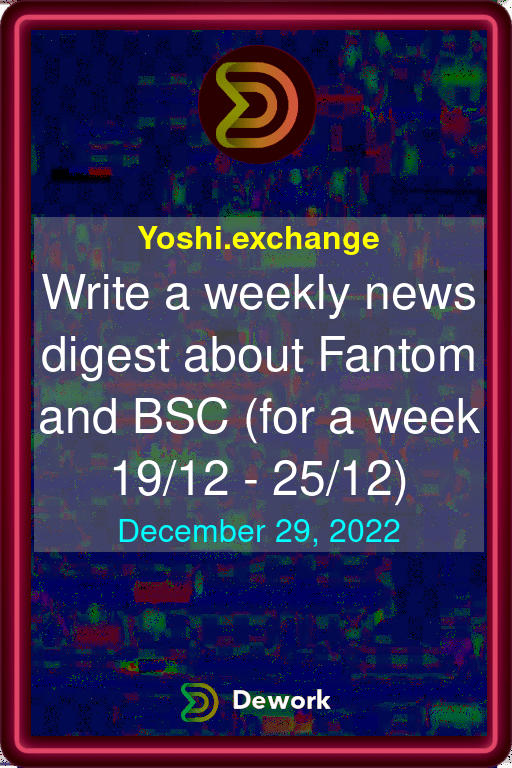 Yoshi.exchange
Write a weekly news
digest about Fantom
and BSC (for a week
19/12 - 25/12)
December 29, 2022
Dework